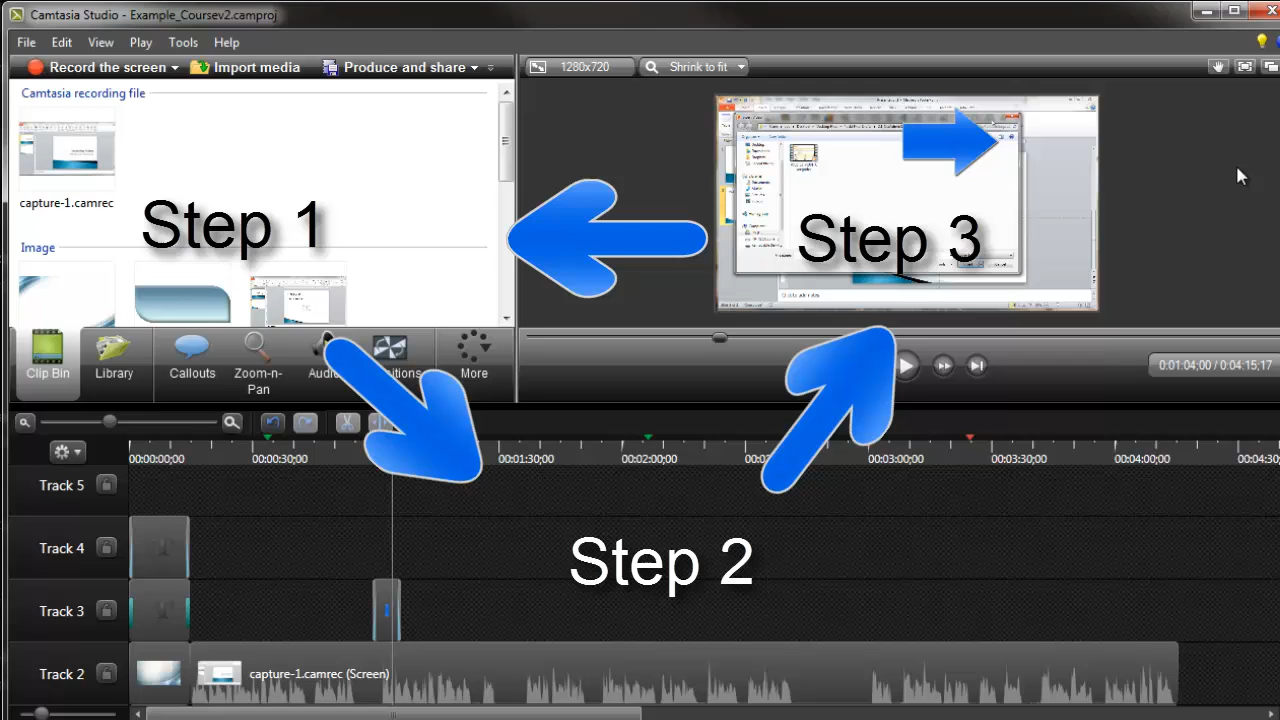 Camtasia Studio - Example_Coursev2.camproj
File Edit View Play Tools Help
Record the screen Import media Produce and share
1280x720 Shrink to fit
Camtasia recording file
capture-1.camrec
Step 1
Step 3
Image
Clip Bin Library Callouts Zoom-n-Pan Audio More
0:01:04;00 / 0:04:15;17
00:00:00;00 00:00:30;00 00:01:30;00 00:02:00;00 00:03:00;00 00:03:30;00 00:04:00;00
Track 5
Step 2
Track 4
Track 3
Track 2 capture-1.camrec (Screen)